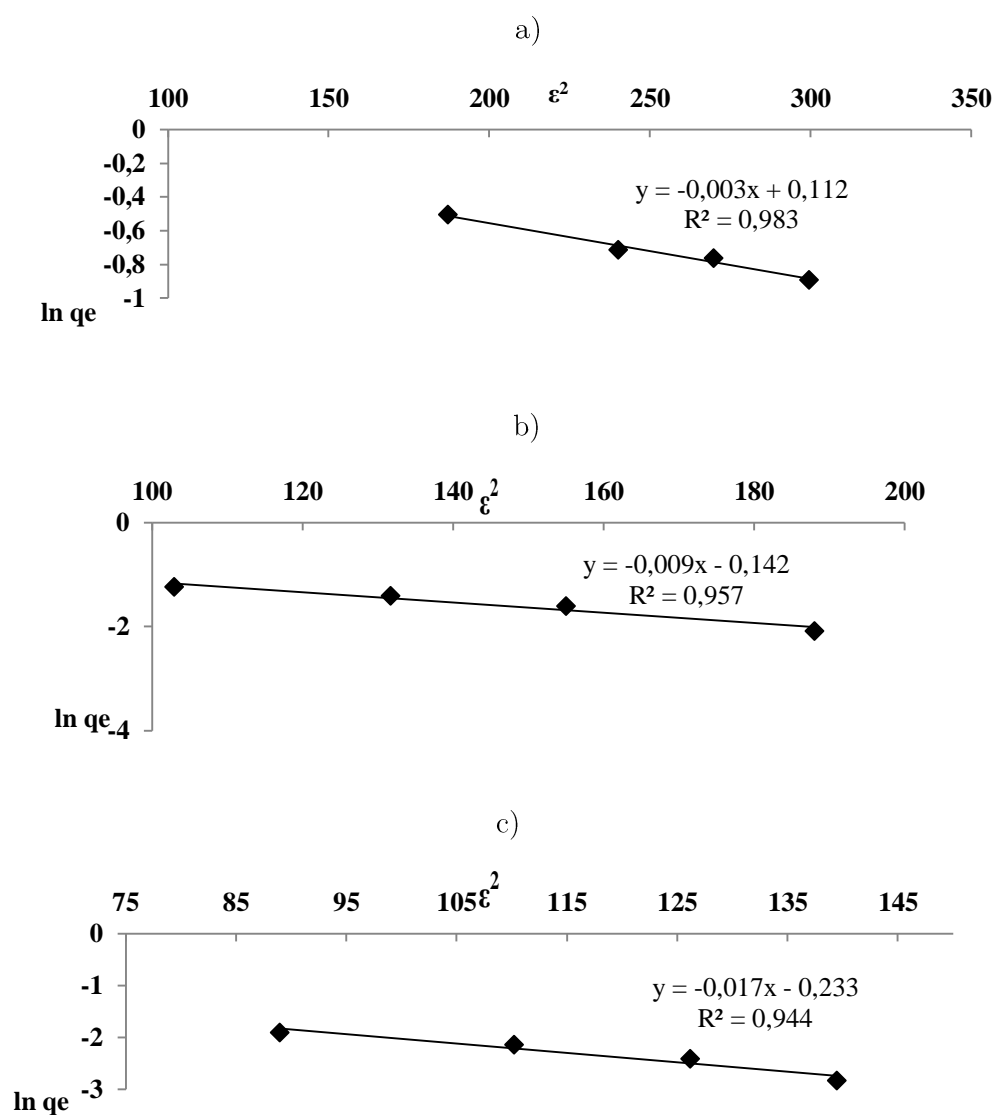 a)
100 150 200 ε² 250 300 350
0
-0,2
-0,4
y = -0,003x + 0,112
R² = 0,983
-0,6
-0,8
-1
ln qe
b)
100 120 140 ε² 160 180 200
0
y = -0,009x - 0,142
R² = 0,957
-2
ln qe
-4
c)
75 85 95 105 ε² 115 125 135 145
0
-1
y = -0,017x - 0,233
R² = 0,944
-2
-3
ln qe